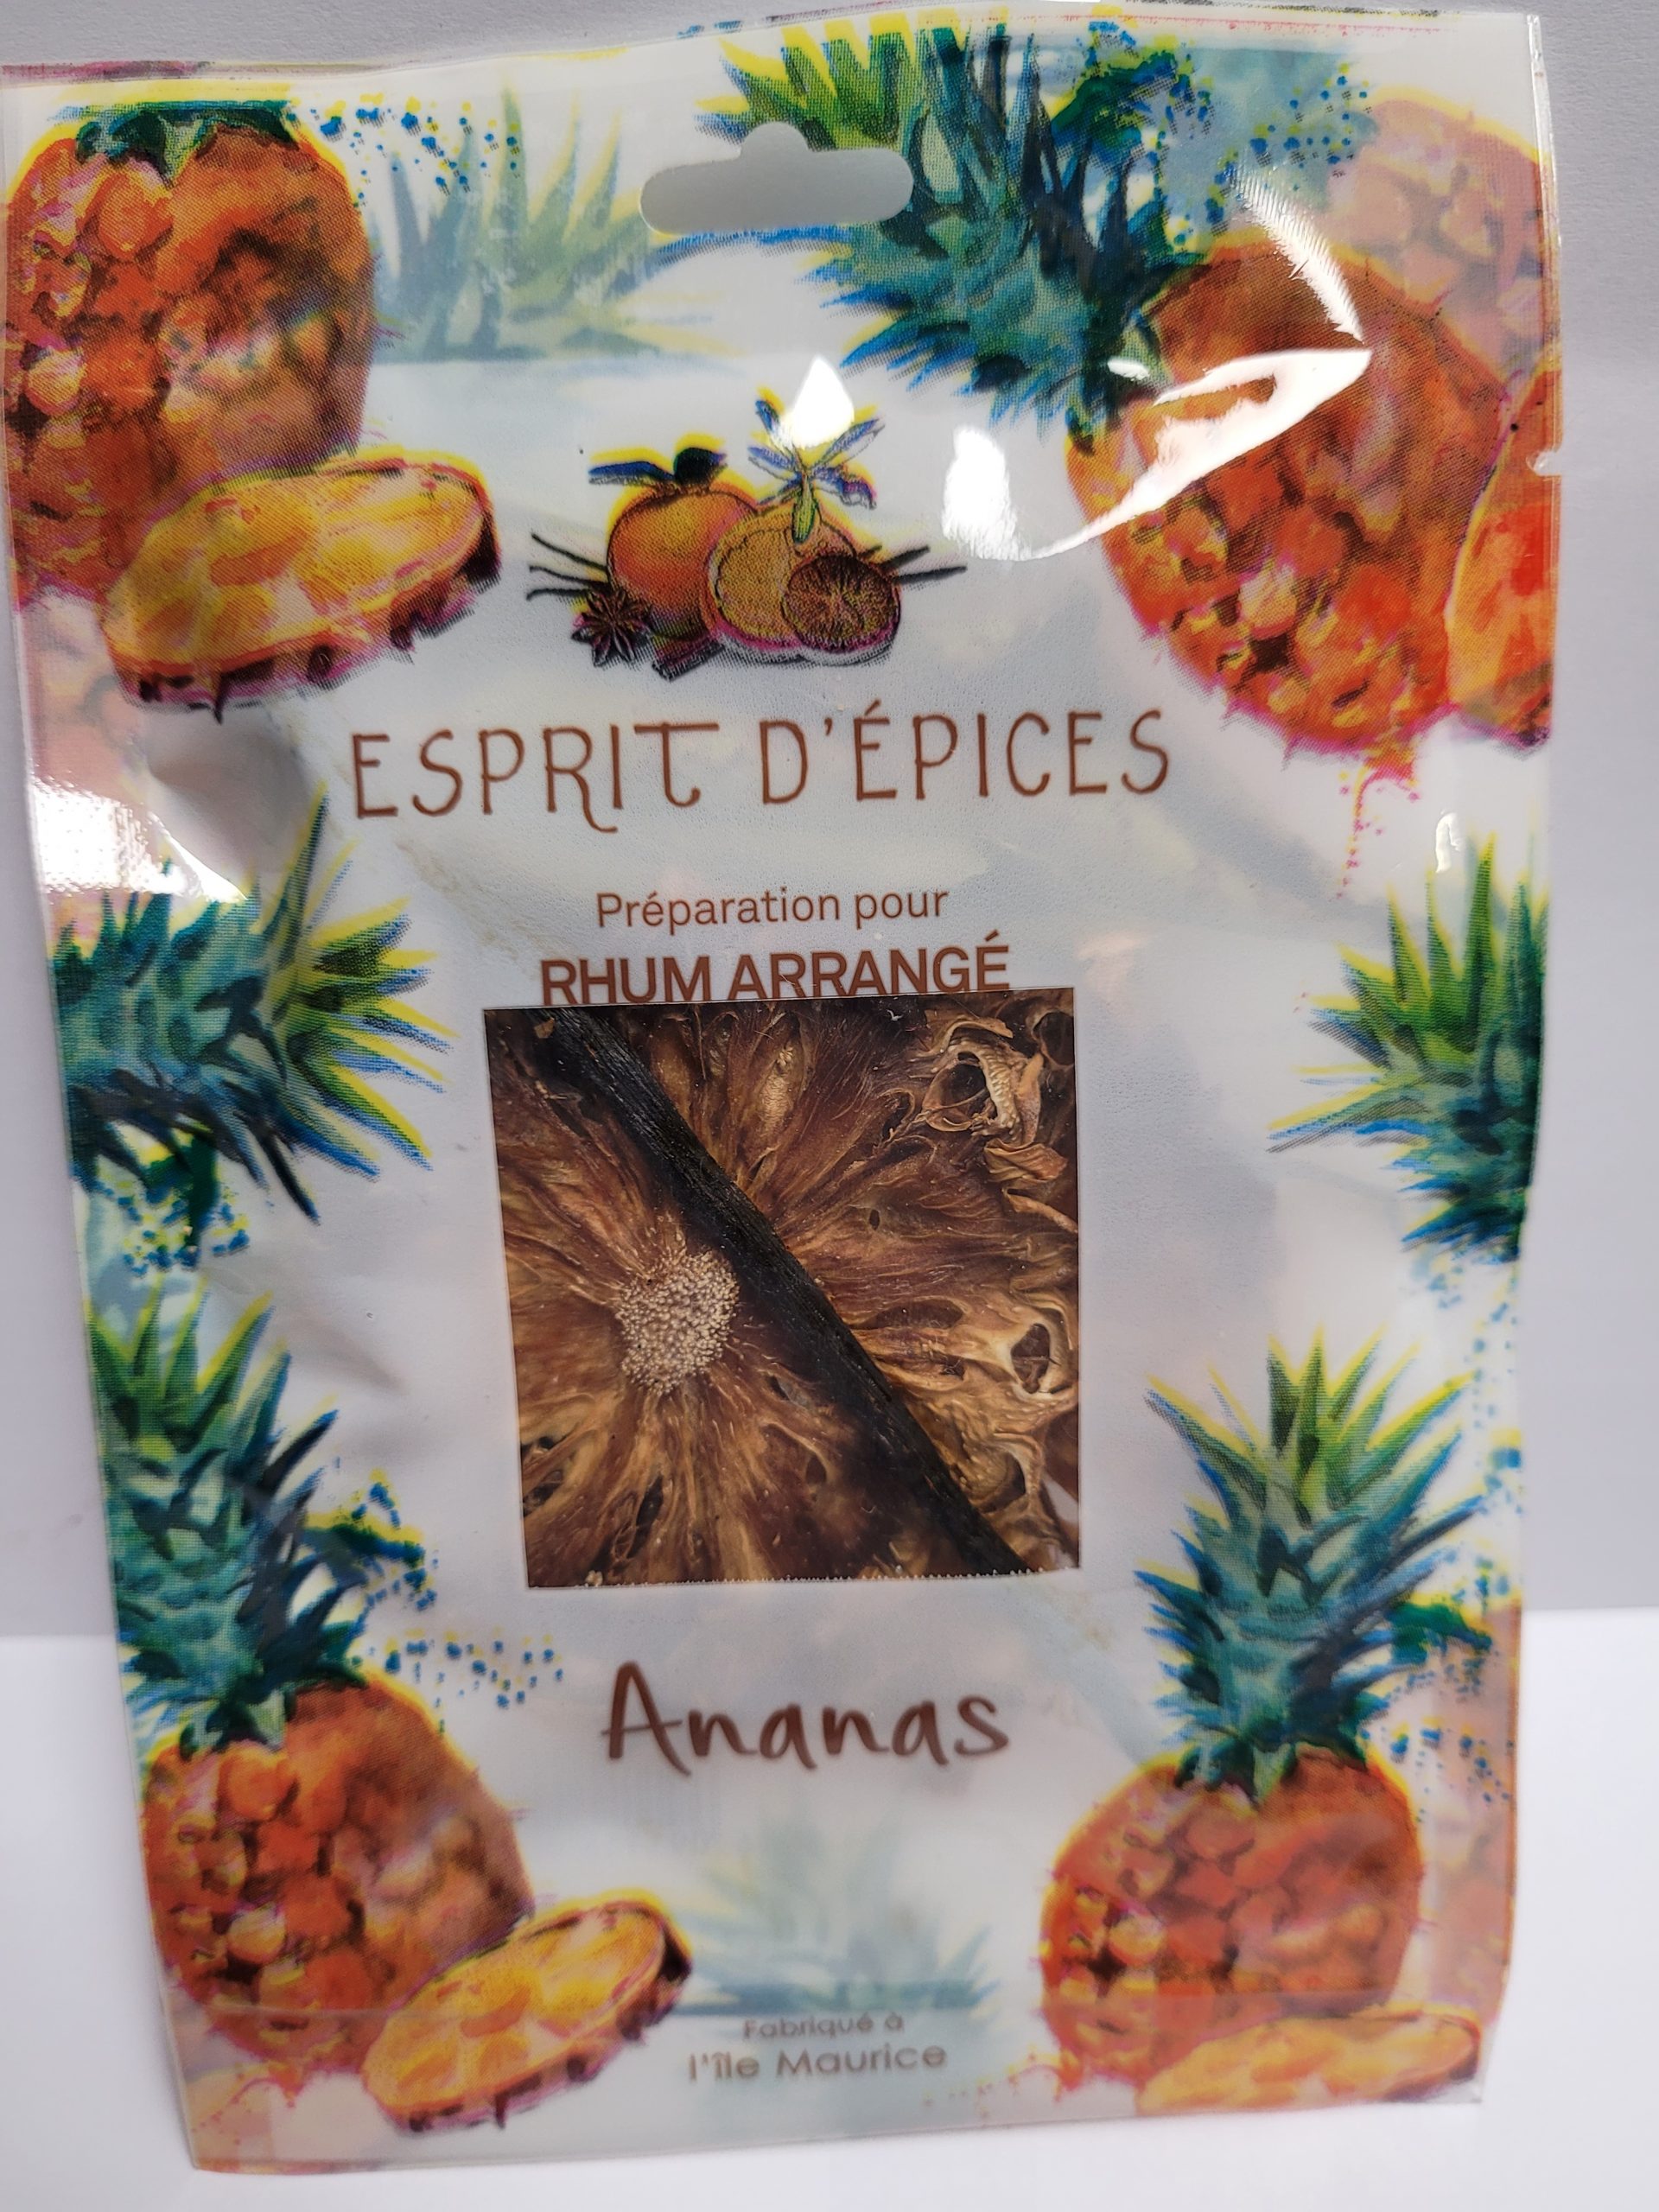 ESPRIT D'ÉPICES
Préparation pour
RHUM ARRANGÉ
Ananas
Fabriqué à
l'île Maurice